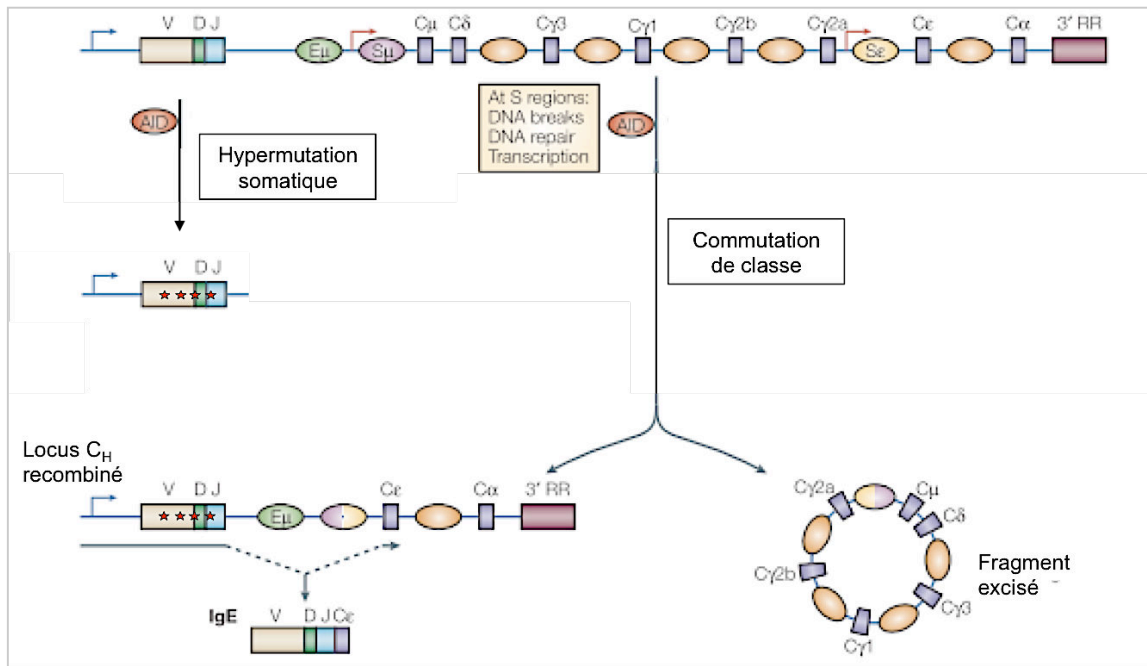 V D J Eμ Sμ Cμ Cδ Cγ3 Cγ1 Cγ2b Cγ2a Sε Cε Cα 3' RR
AID
Hypermutation
somatique
At S regions:
DNA breaks
DNA repair
Transcription
AID
Commutation
de classe
V D J
Locus CH
recombiné
V D J Eμ Cε Cα 3' RR
IgE
V D J Cε
Cγ2a
Cμ
Cδ
Cγ2b
Cγ3
Cγ1
Fragment
excisé